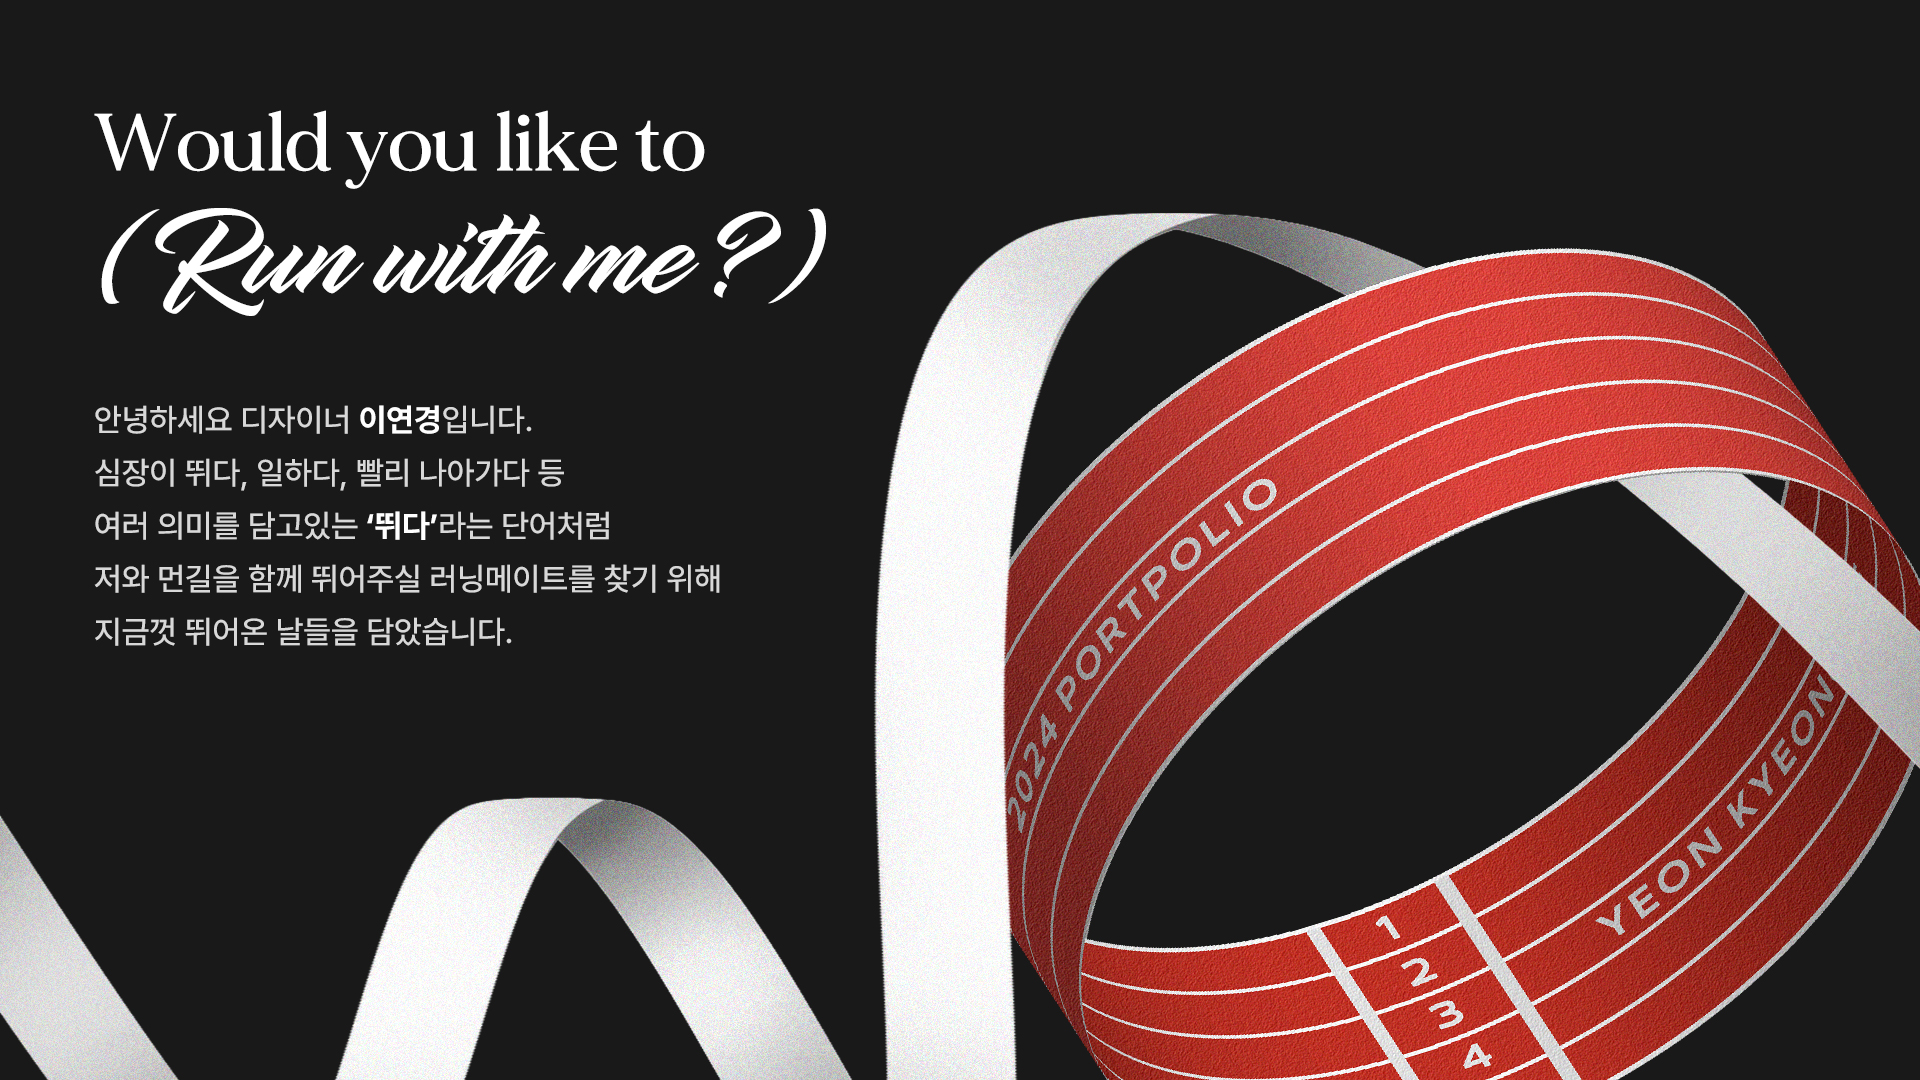 Would you like to
(Run with me?)
안녕하세요 디자이너 이연경입니다.
심장이 뛰다, 일하다, 빨리 나아가다 등
여러 의미를 담고있는 ‘뛰다’라는 단어처럼
저와 먼길을 함께 뛰어주실 러닝메이트를 찾기 위해
지금껏 뛰어온 날들을 담았습니다.
2024 PORTPOLIO
YEON KYEON
1
2
3
4